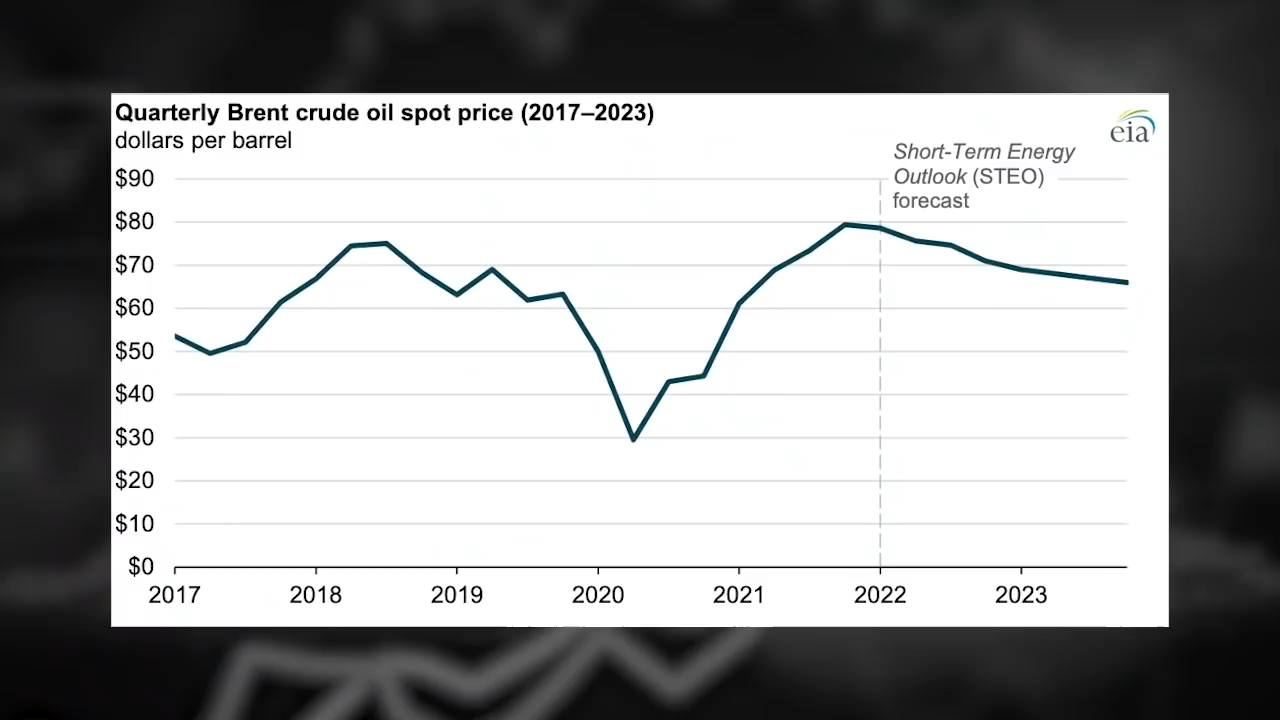 Quarterly Brent crude oil spot price (2017–2023)
dollars per barrel
eia
Short-Term Energy
Outlook (STEO)
forecast
$90
$80
$70
$60
$50
$40
$30
$20
$10
$0
2017 2018 2019 2020 2021 2022 2023